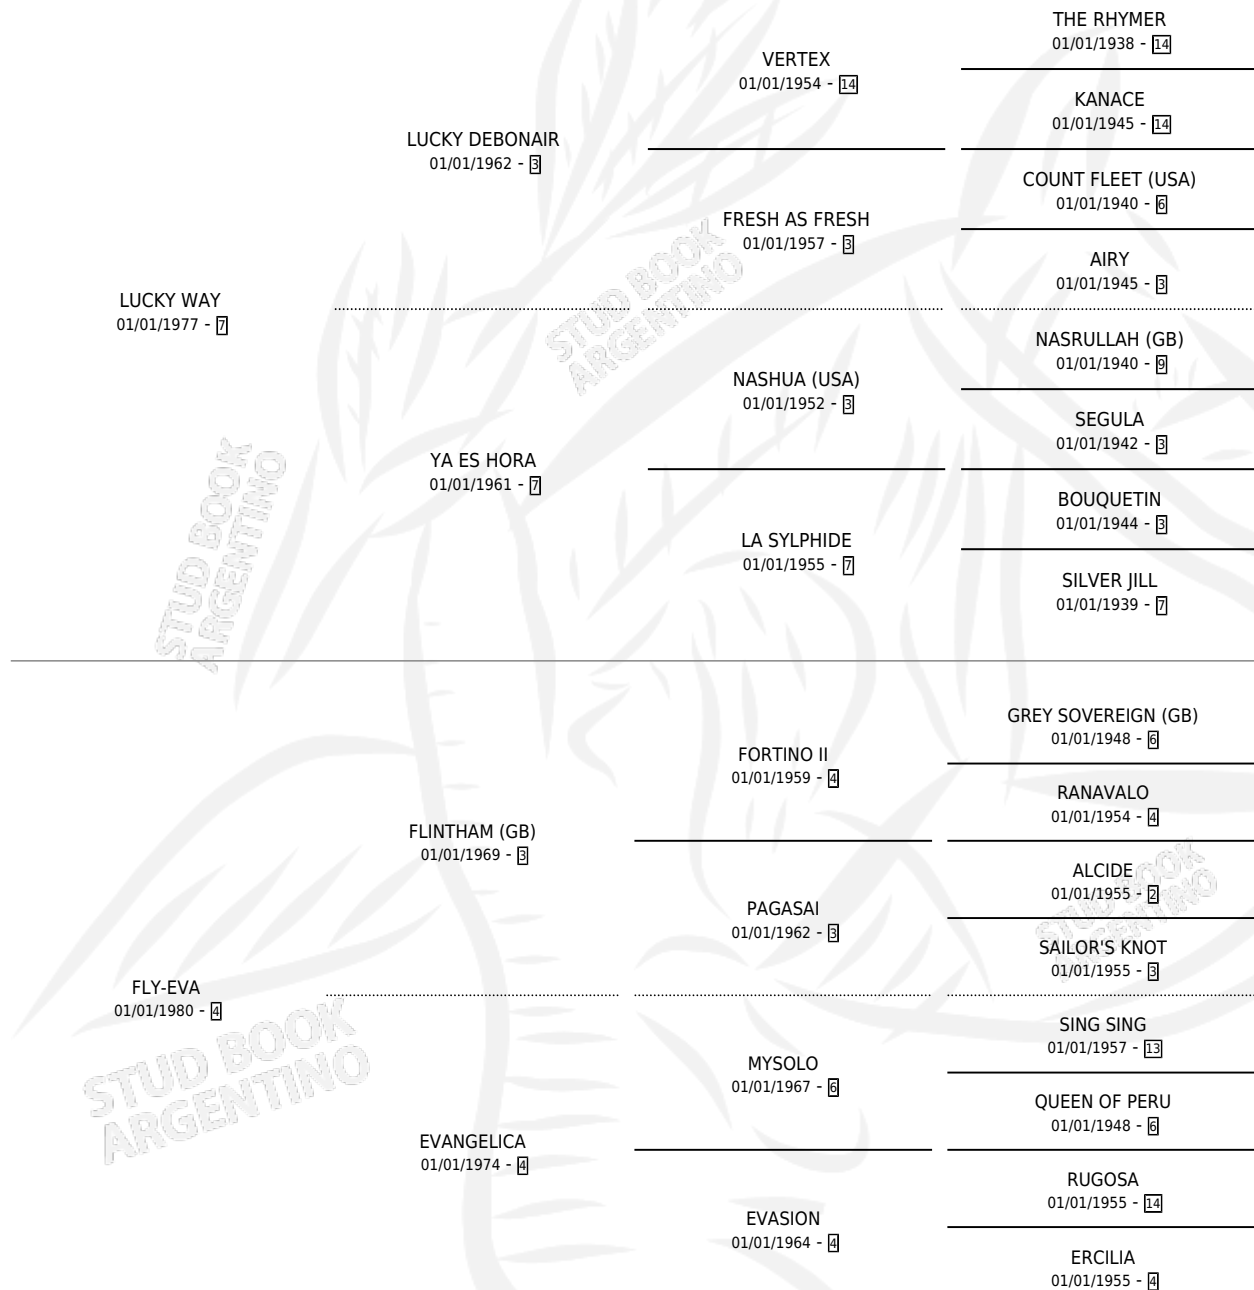 THE RHYMER
01/01/1938 - 14
VERTEX
01/01/1954 - 14
KANACE
01/01/1945 - 14
LUCKY DEBONAIR
01/01/1962 - 3
COUNT FLEET (USA)
01/01/1940 - 6
FRESH AS FRESH
01/01/1957 - 3
AIRY
01/01/1945 - 3
LUCKY WAY
01/01/1977 - 7
NASRULLAH (GB)
01/01/1940 - 9
NASHUA (USA)
01/01/1952 - 3
SEGULA
01/01/1942 - 3
YA ES HORA
01/01/1961 - 7
BOUQUETIN
01/01/1944 - 3
LA SYLPHIDE
01/01/1955 - 7
SILVER JILL
01/01/1939 - 7
GREY SOVEREIGN (GB)
01/01/1948 - 6
FORTINO II
01/01/1959 - 4
RANAVALO
01/01/1954 - 4
FLINTHAM (GB)
01/01/1969 - 3
ALCIDE
01/01/1955 - 2
PAGASAI
01/01/1962 - 3
SAILOR'S KNOT
01/01/1955 - 3
FLY-EVA
01/01/1980 - 4
SING SING
01/01/1957 - 13
MYSOLO
01/01/1967 - 6
QUEEN OF PERU
01/01/1948 - 6
EVANGELICA
01/01/1974 - 4
RUGOSA
01/01/1955 - 14
EVASION
01/01/1964 - 4
ERCILIA
01/01/1955 - 4
STUD BOOK
ARGENTINO
STUD BOOK
ARGENTINO
STUD BOOK
ARGENTINO
STUD BOOK
ARGENTINO